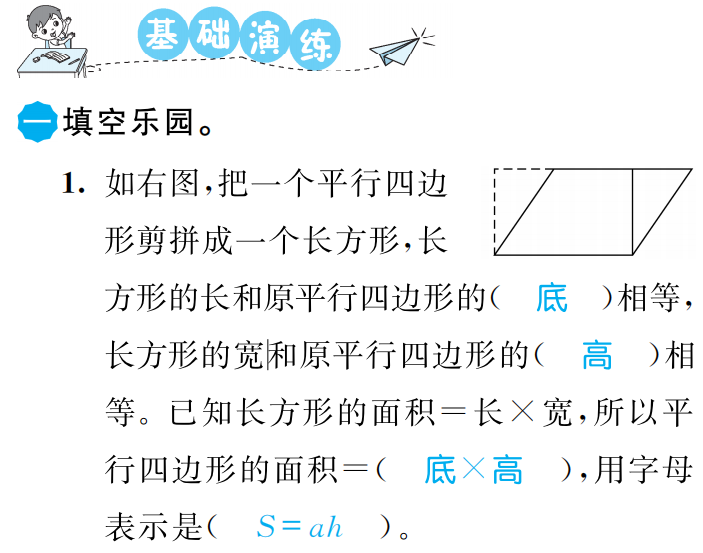 基础演练
一 填空乐园。
1. 如右图,把一个平行四边
形剪拼成一个长方形,长
方形的长和原平行四边形的( 底 )相等,
长方形的宽和原平行四边形的( 高 )相
等。已知长方形的面积=长×宽,所以平
行四边形的面积=( 底×高 ),用字母
表示是( S=ah )。